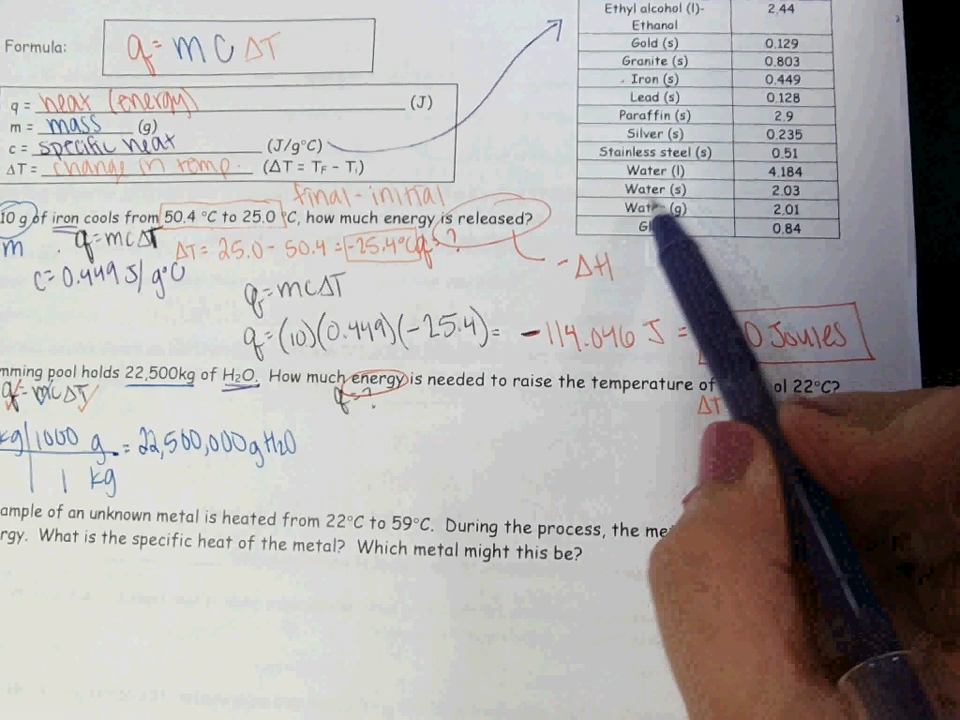 Formula: q = m C ΔT
Ethyl alcohol (l)- 2.44
Ethanol
Gold (s) 0.129
Granite (s) 0.803
Iron (s) 0.449
Lead (s) 0.128
Paraffin (s) 2.9
Silver (s) 0.235
Stainless steel (s) 0.51
Water (l) 4.184
Water (s) 2.03
(g) 2.01
0.84
q = heat (energy) (J)
m = mass (g)
c = specific heat (J/g°C)
ΔT= change in temp. (ΔT = TF - TI)
final - initial
10 g of iron cools from 50.4 °C to 25.0 °C, how much energy is released?
m q=mCΔT ΔT = 25.0 - 50.4 = -25.4°C q= ?
C= 0.449 J/g°C - ΔH
q=mCΔT
q= (10)(0.449)(-25.4)= -114.046 J = 0 Joules
mming pool holds 22,500kg of H2O. How much energy is needed to raise the temperature of ol 22°C?
q=mCΔT q=? ΔT
kg 1000 g = 22,500,000g H2O
1 kg
ample of an unknown metal is heated from 22°C to 59°C. During the process, the me
rgy. What is the specific heat of the metal? Which metal might this be?